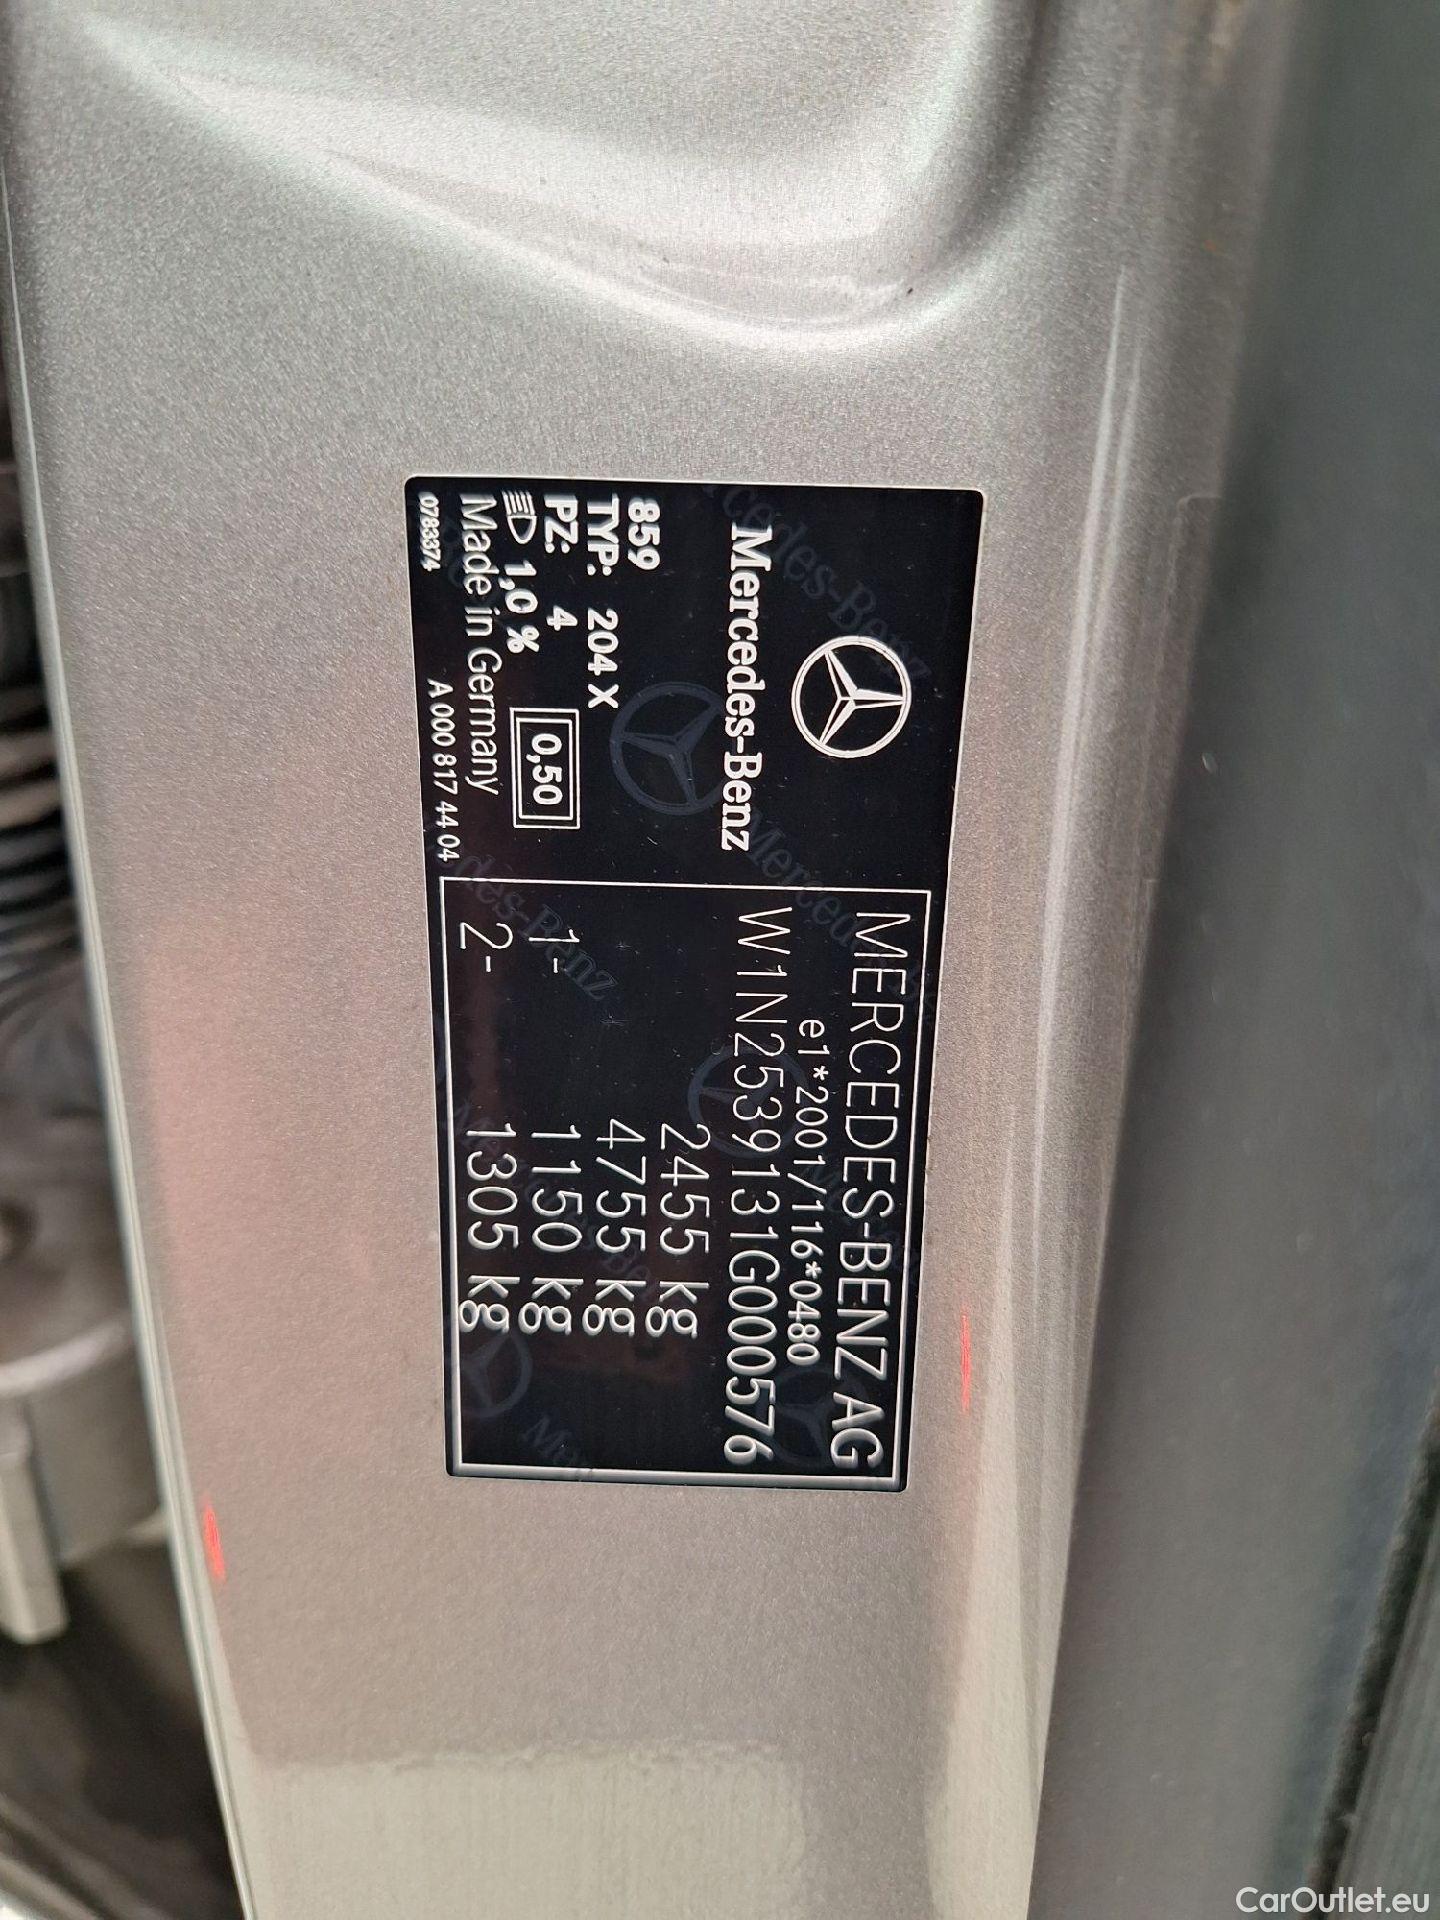 Mercedes-Benz
859
TYP: 204 X
PZ: 4
1,0 %
0,50
Made in Germany
0783374
A 000 817 44 04
MERCEDES-BENZ AG
e1*2001/116*0480
W1N2539131G000576
2455 kg
4755 kg
1- 1150 kg
2- 1305 kg
CarOutlet.eu